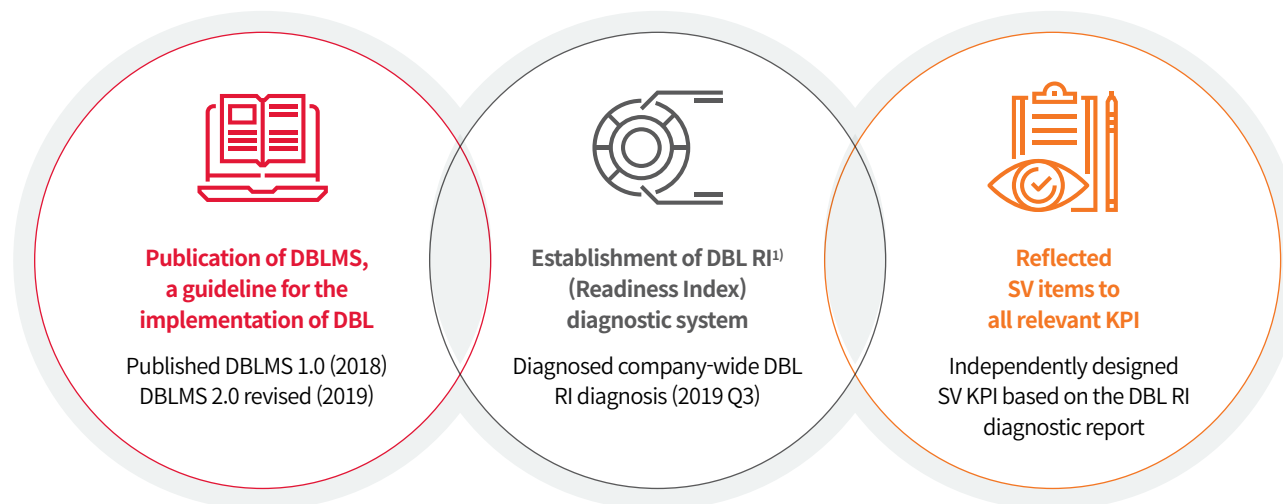 Publication of DBLMS,
a guideline for the
implementation of DBL
Published DBLMS 1.0 (2018)
DBLMS 2.0 revised (2019)
Establishment of DBL RI¹⁾
(Readiness Index)
diagnostic system
Diagnosed company-wide DBL
RI diagnosis (2019 Q3)
Reflected
SV items to
all relevant KPI
Independently designed
SV KPI based on the DBL RI
diagnostic report